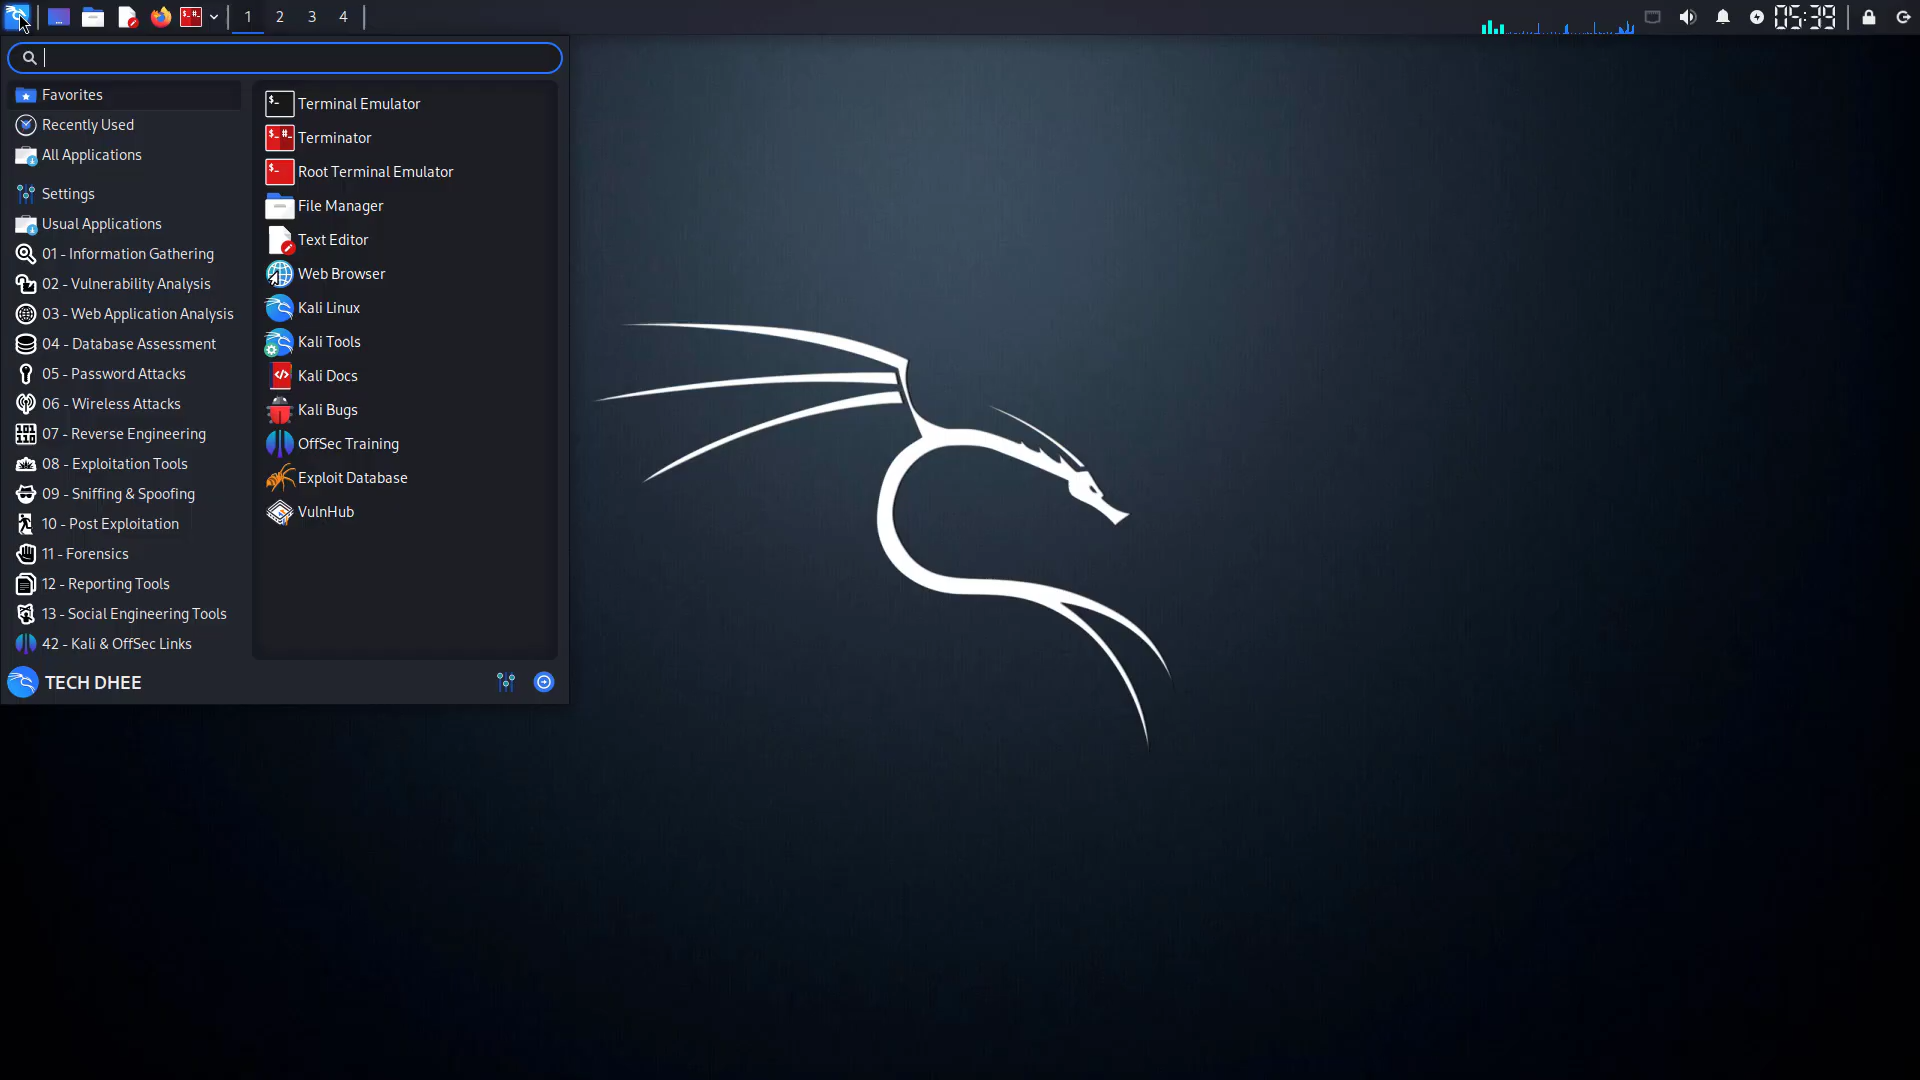 1 2 3 4
05:39
Favorites
Recently Used
All Applications
Settings
Usual Applications
01 - Information Gathering
02 - Vulnerability Analysis
03 - Web Application Analysis
04 - Database Assessment
05 - Password Attacks
06 - Wireless Attacks
07 - Reverse Engineering
08 - Exploitation Tools
09 - Sniffing & Spoofing
10 - Post Exploitation
11 - Forensics
12 - Reporting Tools
13 - Social Engineering Tools
42 - Kali & OffSec Links
Terminal Emulator
Terminator
Root Terminal Emulator
File Manager
Text Editor
Web Browser
Kali Linux
Kali Tools
Kali Docs
Kali Bugs
OffSec Training
Exploit Database
VulnHub
TECH DHEE